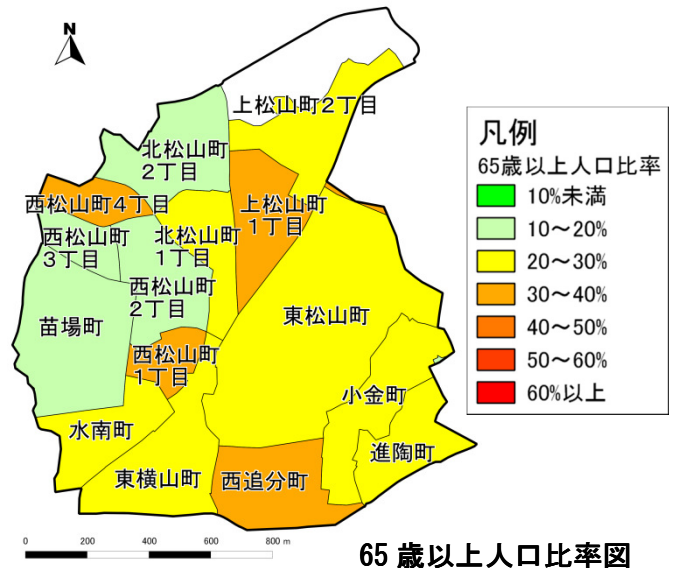 N
上松山町2丁目
北松山町
2丁目
西松山町4丁目
上松山町
1丁目
北松山町
1丁目
西松山町
3丁目
西松山町
2丁目
苗場町
東松山町
西松山町
1丁目
小金町
水南町
進陶町
東横山町
西追分町
凡例
65歳以上人口比率
10%未満
10～20%
20～30%
30～40%
40～50%
50～60%
60%以上
0 200 400 600 800 m
65 歳以上人口比率図